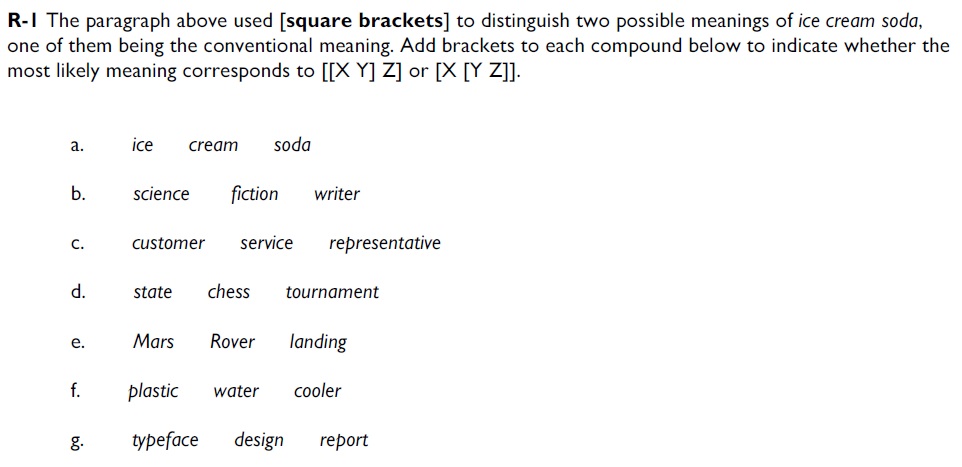 R-1 The paragraph above used [square brackets] to distinguish two possible meanings of ice cream soda,
one of them being the conventional meaning. Add brackets to each compound below to indicate whether the
most likely meaning corresponds to [[X Y] Z] or [X [Y Z]].
a. ice cream soda
b. science fiction writer
c. customer service representative
d. state chess tournament
e. Mars Rover landing
f. plastic water cooler
g. typeface design report